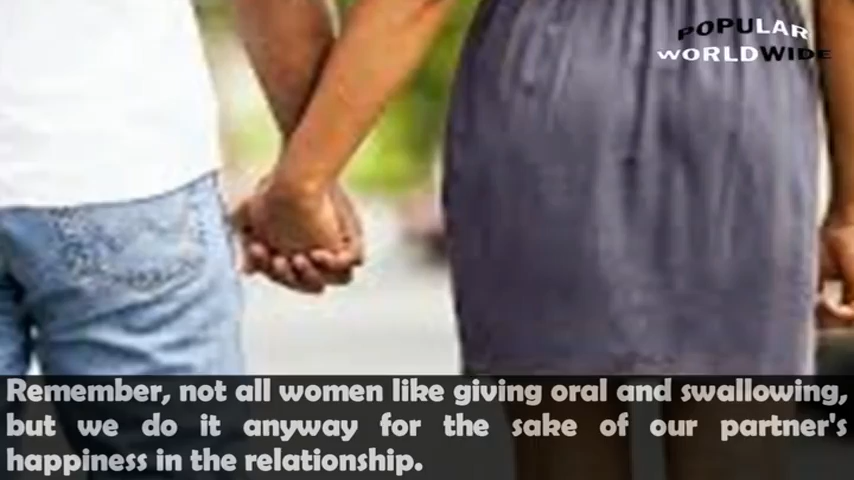 POPULAR
WORLDWIDE
Remember, not all women like giving oral and swallowing,
but we do it anyway for the sake of our partner's
happiness in the relationship.